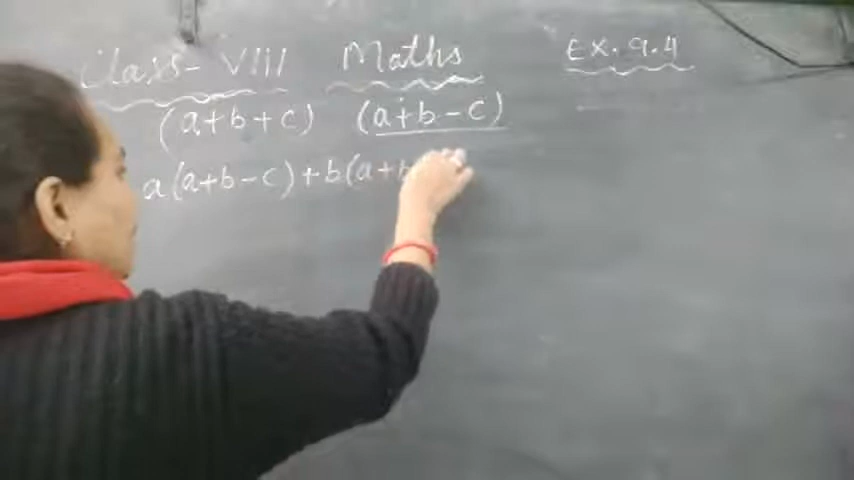 Class- VIII Maths EX. 9.4
(a+b+c) (a+b-c)
a(a+b-c)+b(a+b